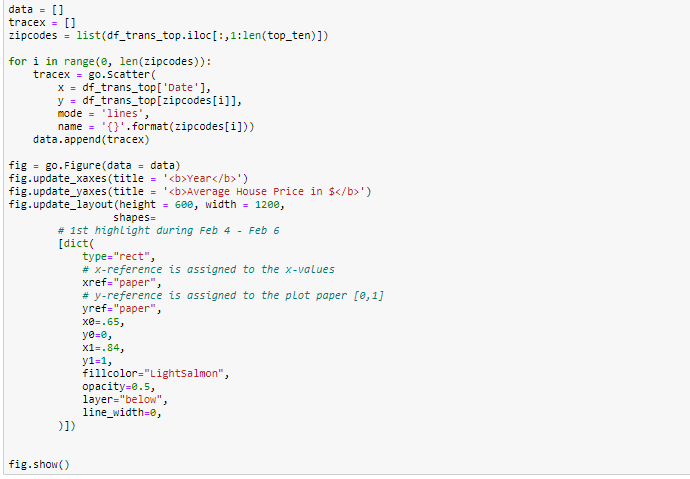 data = []
tracex = []
zipcodes = list(df_trans_top.iloc[:,1:len(top_ten)])
for i in range(0, len(zipcodes)):
    tracex = go.Scatter(
        x = df_trans_top['Date'],
        y = df_trans_top[zipcodes[i]],
        mode = 'lines',
        name = '{}'.format(zipcodes[i]))
    data.append(tracex)
fig = go.Figure(data = data)
fig.update_xaxes(title = '<b>Year</b>')
fig.update_yaxes(title = '<b>Average House Price in $</b>')
fig.update_layout(height = 600, width = 1200,
                 shapes=
        # 1st highlight during Feb 4 - Feb 6
        [dict(
            type="rect",
            # x-reference is assigned to the x-values
            xref="paper",
            # y-reference is assigned to the plot paper [0,1]
            yref="paper",
            x0=.65,
            y0=0,
            x1=.84,
            y1=1,
            fillcolor="LightSalmon",
            opacity=0.5,
            layer="below",
            line_width=0,
        )])
fig.show()